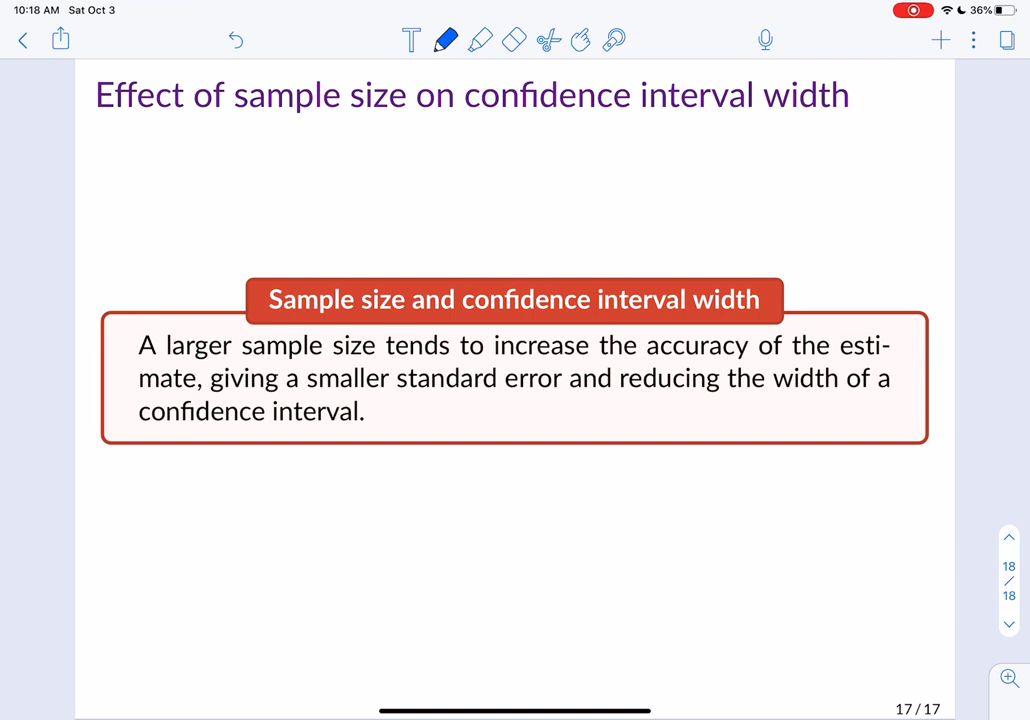 10:18 AM Sat Oct 3
36%
T
Effect of sample size on confidence interval width
Sample size and confidence interval width
A larger sample size tends to increase the accuracy of the esti-
mate, giving a smaller standard error and reducing the width of a
confidence interval.
18
/
18
17 / 17